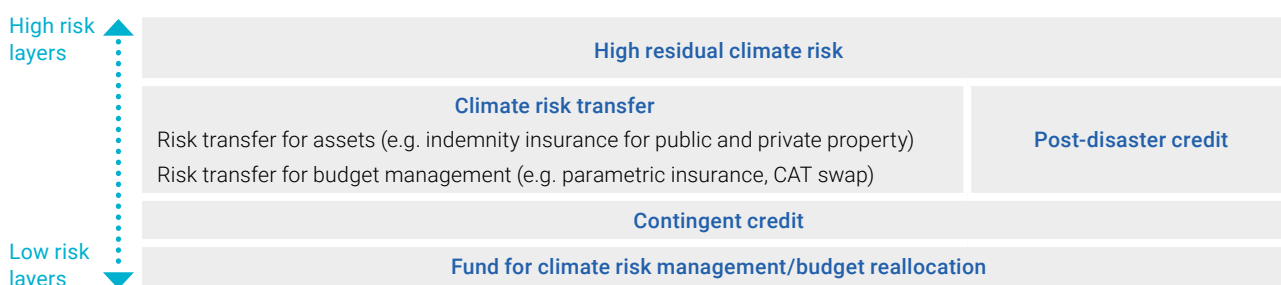 High risk
layers
High residual climate risk
Climate risk transfer
Risk transfer for assets (e.g. indemnity insurance for public and private property)
Risk transfer for budget management (e.g. parametric insurance, CAT swap)
Post-disaster credit
Contingent credit
Low risk
layers
Fund for climate risk management/budget reallocation